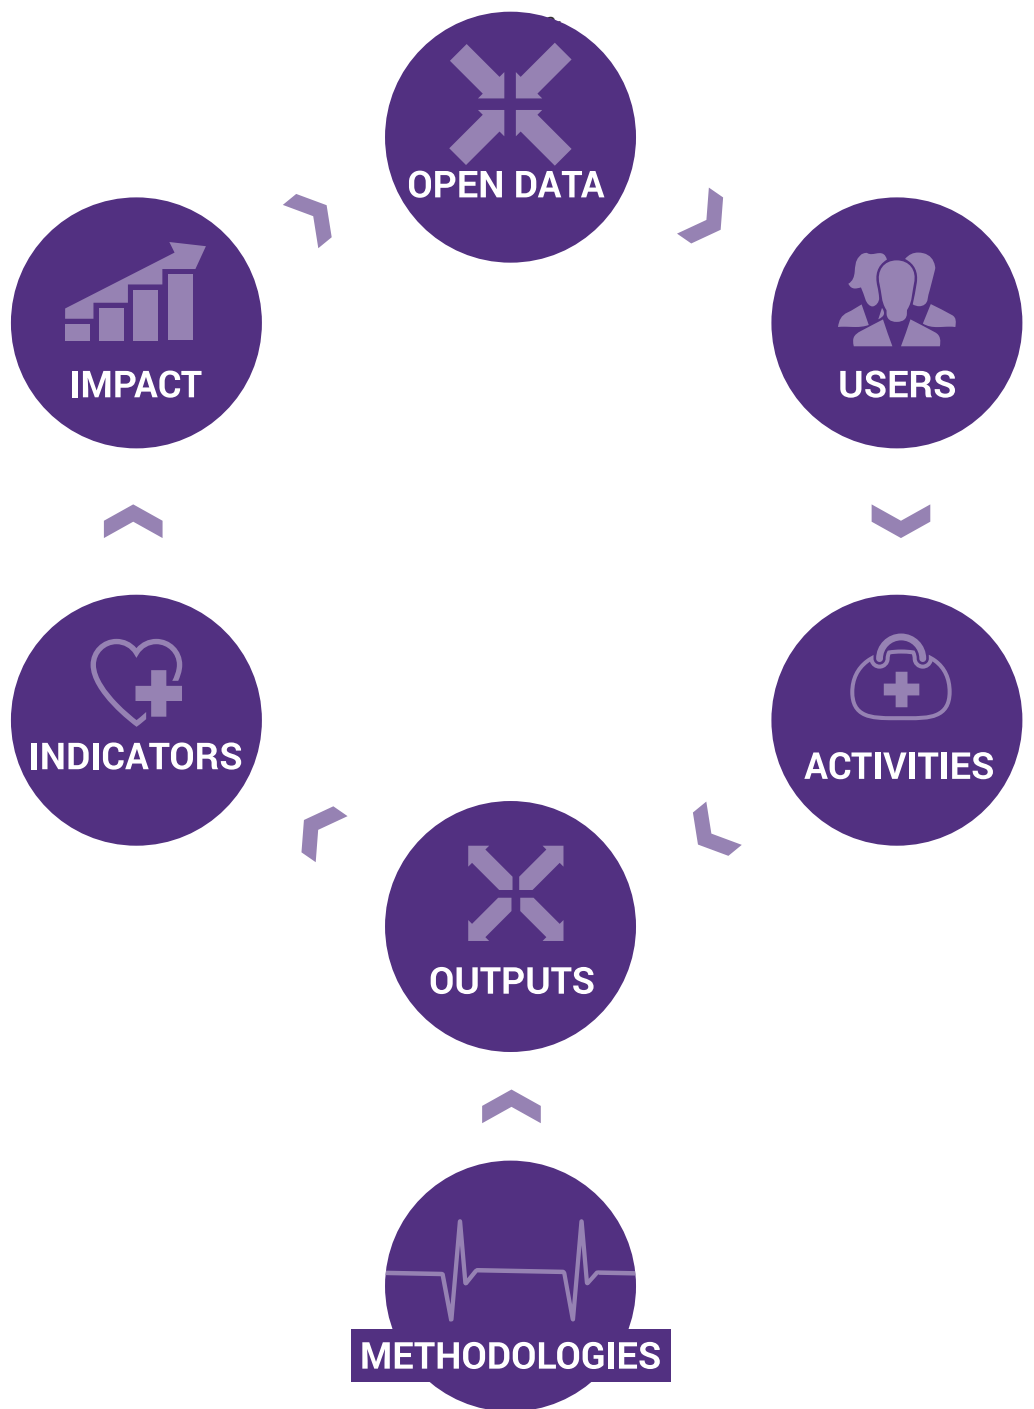 OPEN DATA
IMPACT
USERS
INDICATORS
ACTIVITIES
OUTPUTS
METHODOLOGIES